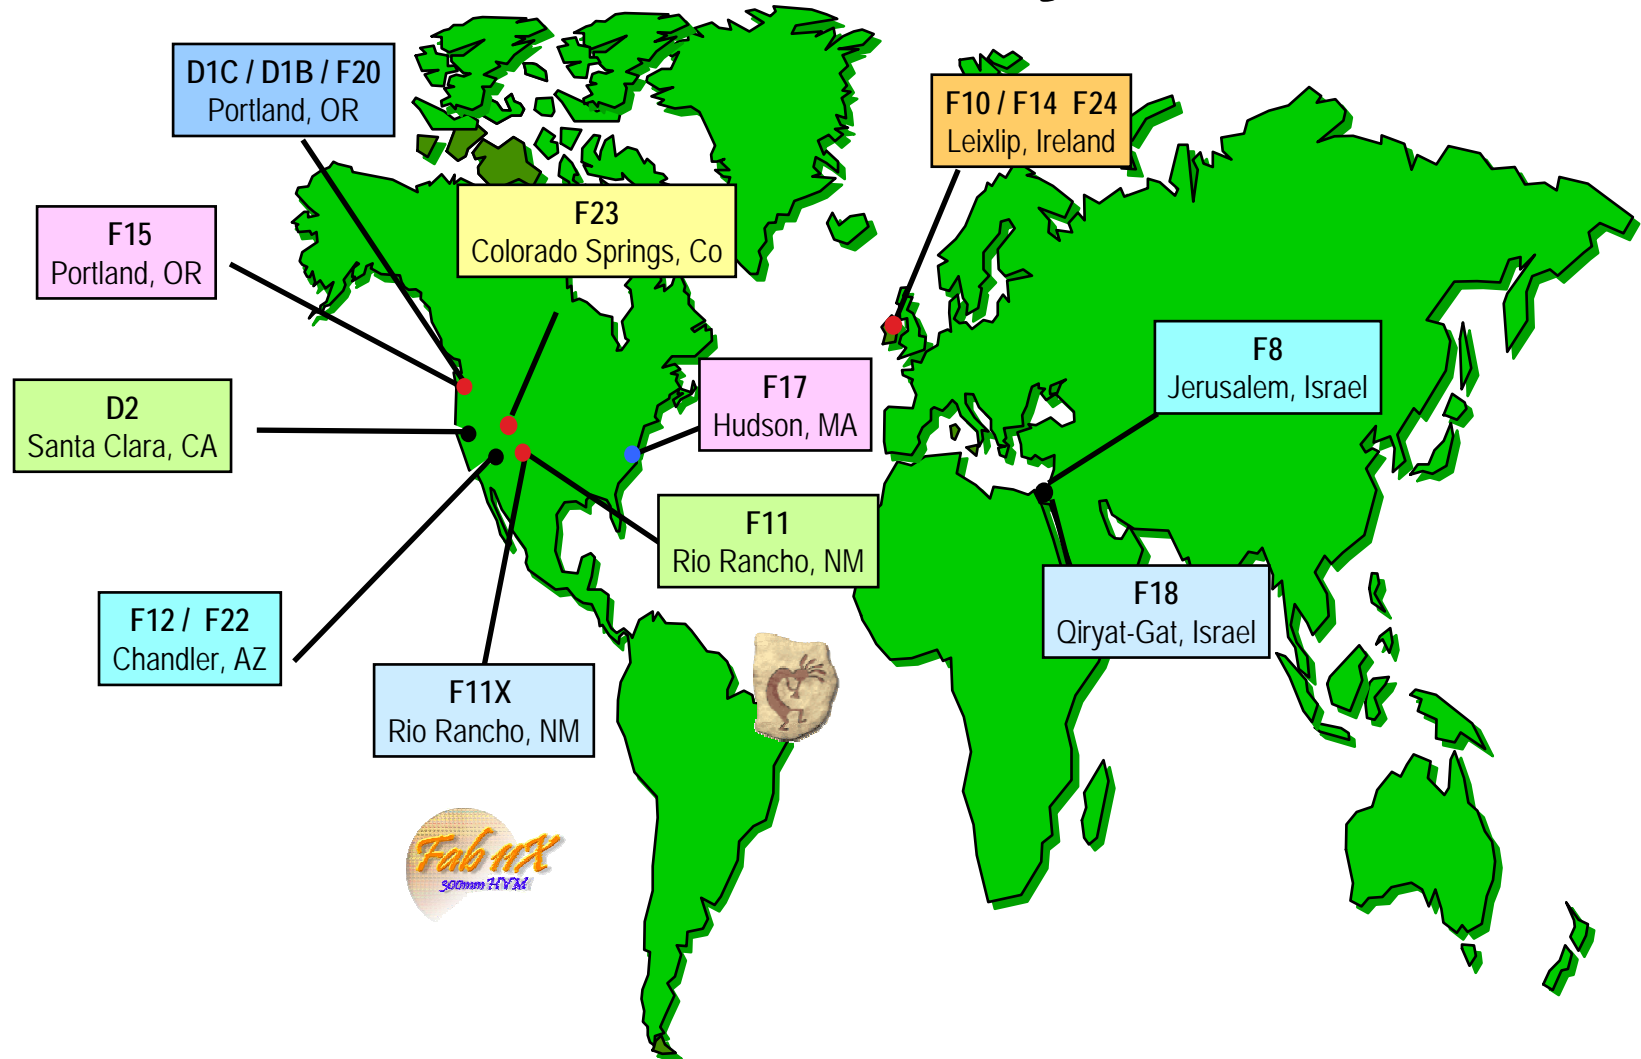 D1C / D1B / F20
Portland, OR
F10 / F14 F24
Leixlip, Ireland
F23
Colorado Springs, Co
F15
Portland, OR
F8
Jerusalem, Israel
F17
Hudson, MA
D2
Santa Clara, CA
F11
Rio Rancho, NM
F18
Qiryat-Gat, Israel
F12 / F22
Chandler, AZ
F11X
Rio Rancho, NM
Fab 11X
300mm HVM